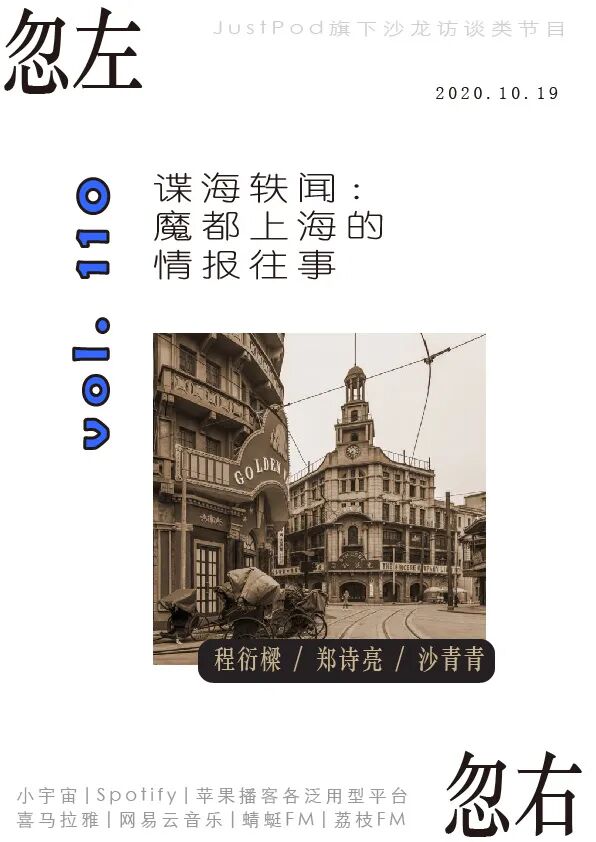 忽左
JustPod旗下沙龙访谈类节目
2020.10.19
vol. 110
谍海轶闻：
魔都上海的
情报往事
GOLDEN
THE SINCERE
程衍樑 / 郑诗亮 / 沙青青
小宇宙|Spotify|苹果播客各泛用型平台
喜马拉雅|网易云音乐|蜻蜓FM|荔枝FM
忽右